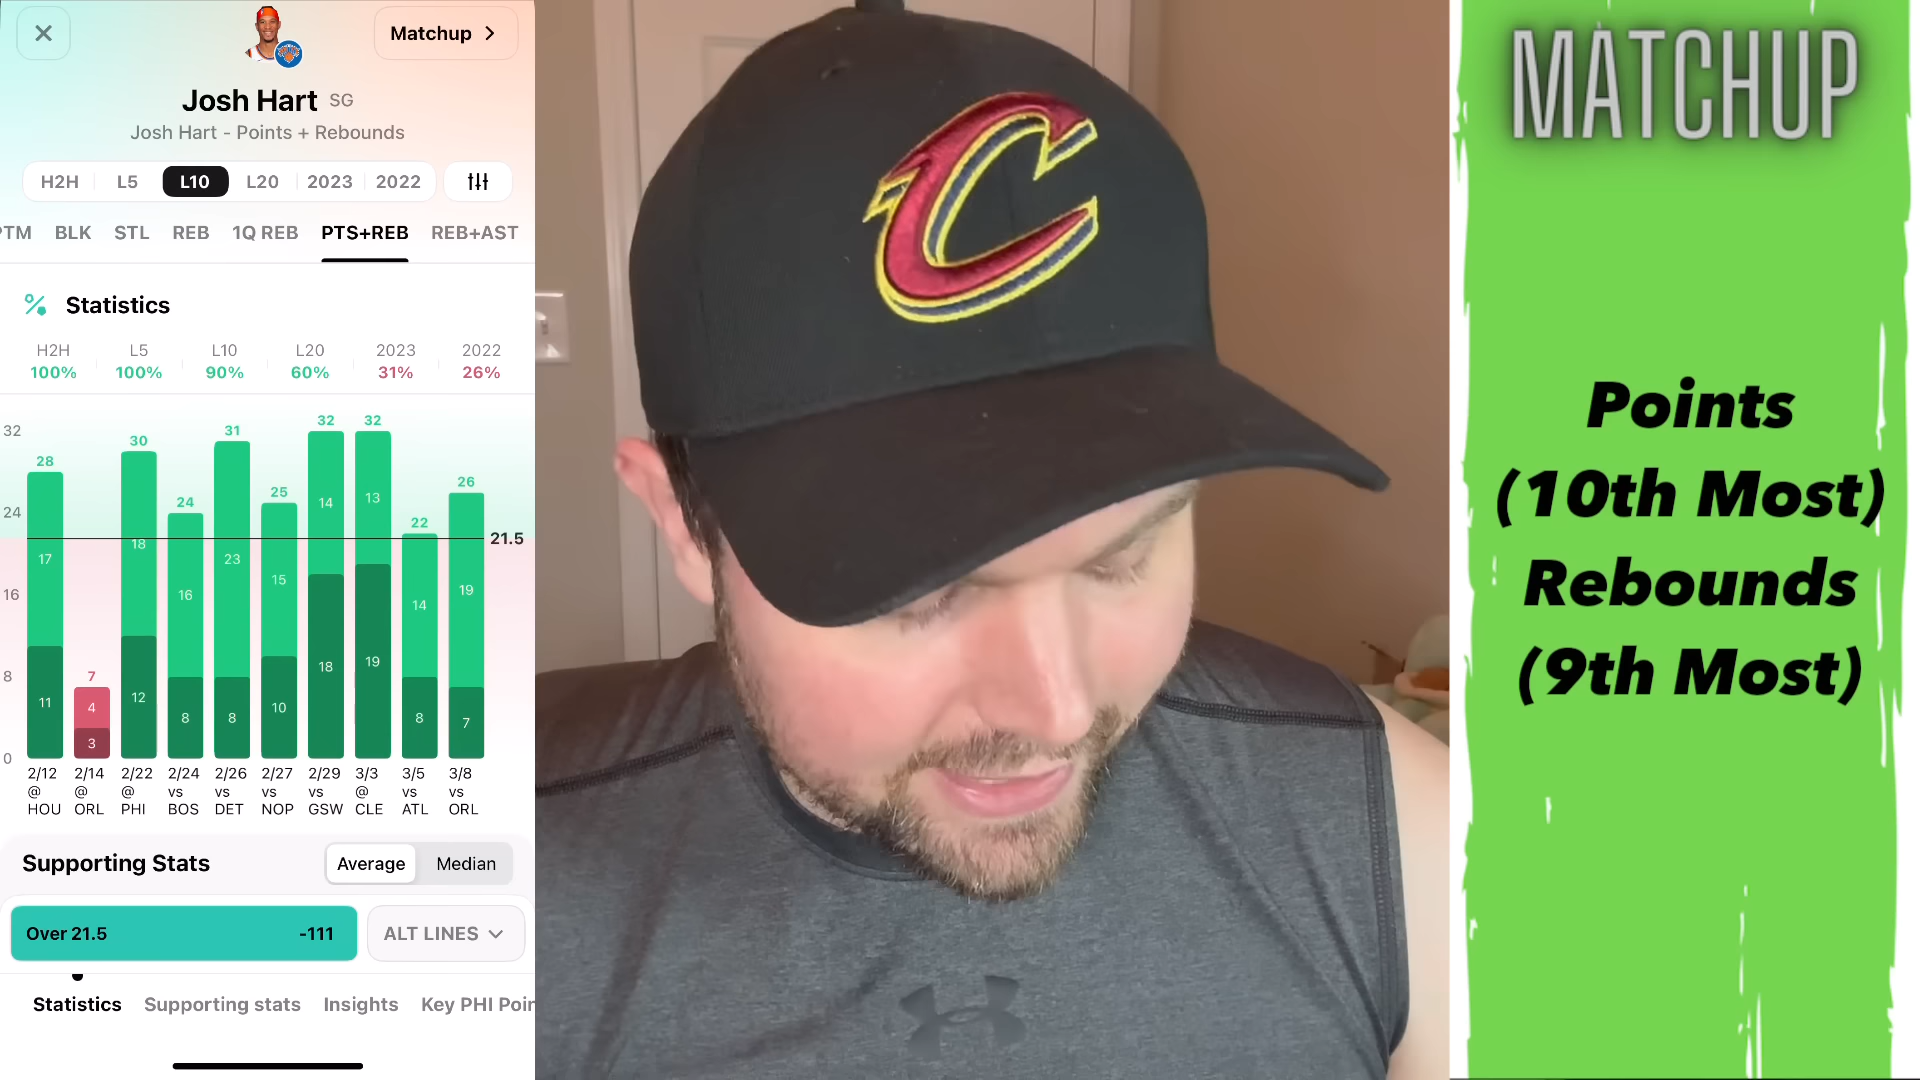 Matchup
Josh Hart SG
Josh Hart - Points + Rebounds
H2H L5 L10 L20 2023 2022
PTM BLK STL REB 1Q REB PTS+REB REB+AST
Statistics
H2H L5 L10 L20 2023 2022
100% 100% 90% 60% 31% 26%
32
24
16
8
0
28 7 30 24 31 25 32 32 22 26
17 4 18 16 23 15 14 13 14 19
11 3 12 8 8 10 18 19 8 7
21.5
2/12 2/14 2/22 2/24 2/26 2/27 2/29 3/3 3/5 3/8
@ @ @ vs vs vs vs @ vs vs
HOU ORL PHI BOS DET NOP GSW CLE ATL ORL
Supporting Stats Average Median
Over 21.5 -111 ALT LINES
Statistics Supporting stats Insights Key PHI Poin
C
MATCHUP
Points
(10th Most)
Rebounds
(9th Most)